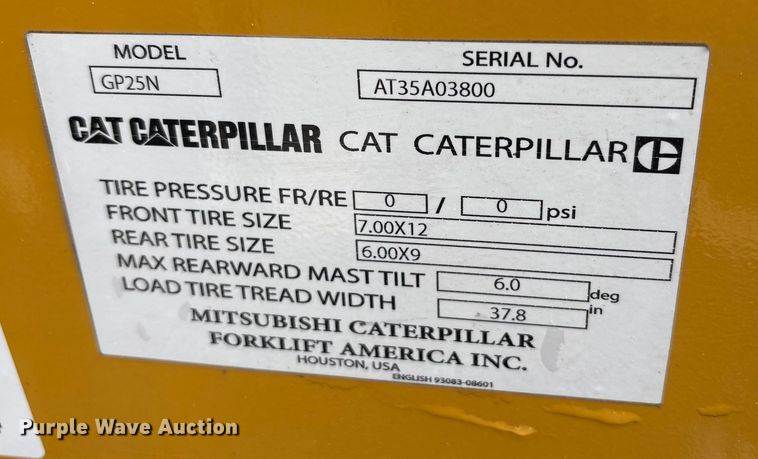 MODEL
GP25N
SERIAL No.
AT35A03800
CAT CATERPILLAR CAT CATERPILLAR
TIRE PRESSURE FR/RE 0 / 0 psi
FRONT TIRE SIZE 7.00X12
REAR TIRE SIZE 6.00X9
MAX REARWARD MAST TILT 6.0 deg
LOAD TIRE TREAD WIDTH 37.8 in
MITSUBISHI CATERPILLAR
FORKLIFT AMERICA INC.
HOUSTON, USA
ENGLISH 93083-08601
Purple Wave Auction